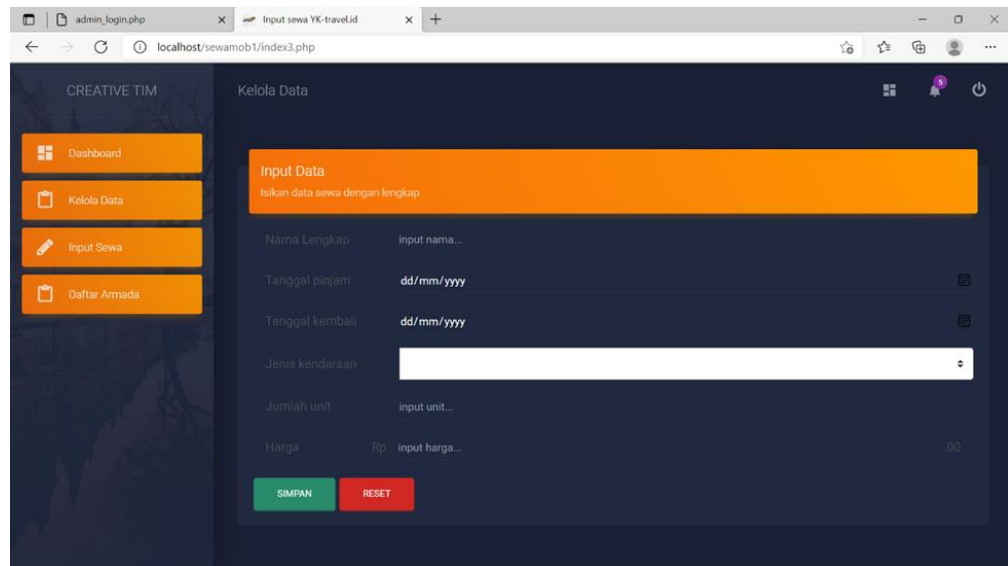 admin_login.php
Input sewa YK-travel.id
localhost/sewamob1/index3.php
CREATIVE TIM
Kelola Data
5
Dashboard
Kelola Data
Input Sewa
Daftar Armada
Input Data
Isikan data sewa dengan lengkap
Nama Lengkap input nama...
Tanggal pinjam dd/mm/yyyy
Tanggal kembali dd/mm/yyyy
Jenis kendaraan
Jumlah unit input unit...
Harga Rp input harga... .00
SIMPAN RESET